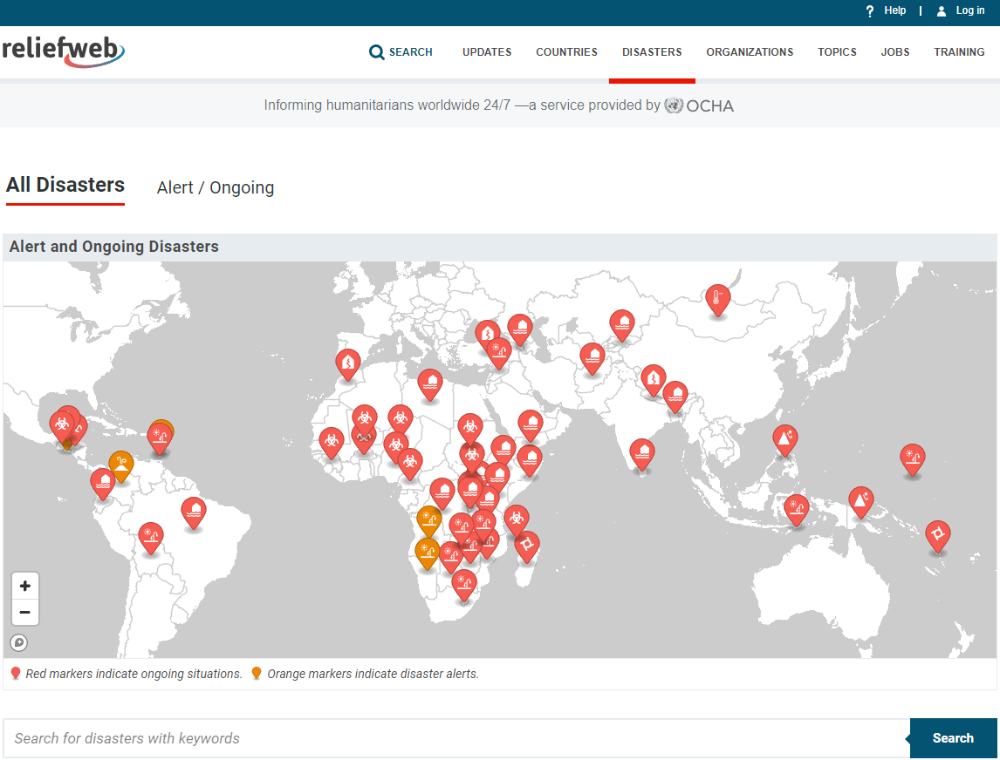 Help | Log in
reliefweb
SEARCH UPDATES COUNTRIES DISASTERS ORGANIZATIONS TOPICS JOBS TRAINING
Informing humanitarians worldwide 24/7 —a service provided by OCHA
All Disasters Alert / Ongoing
Alert and Ongoing Disasters
+
−
Red markers indicate ongoing situations. Orange markers indicate disaster alerts.
Search for disasters with keywords Search